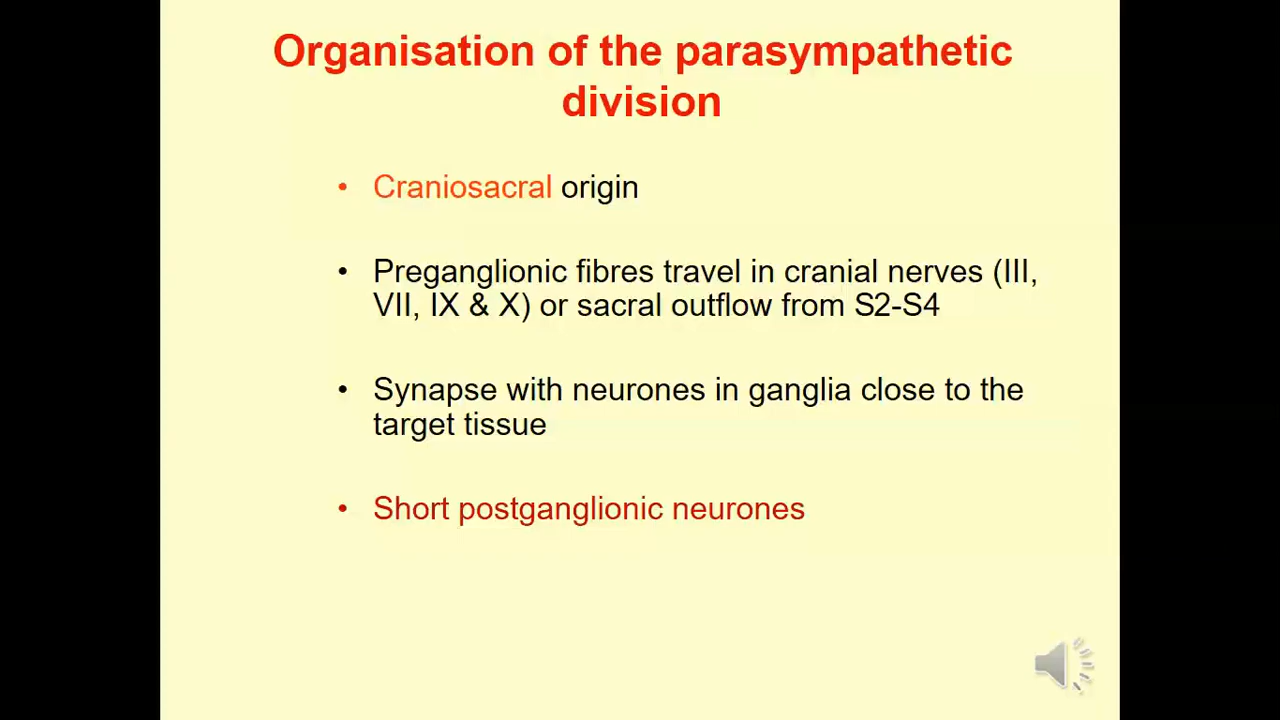 Organisation of the parasympathetic
division
• Craniosacral origin
• Preganglionic fibres travel in cranial nerves (III,
VII, IX & X) or sacral outflow from S2-S4
• Synapse with neurones in ganglia close to the
target tissue
• Short postganglionic neurones